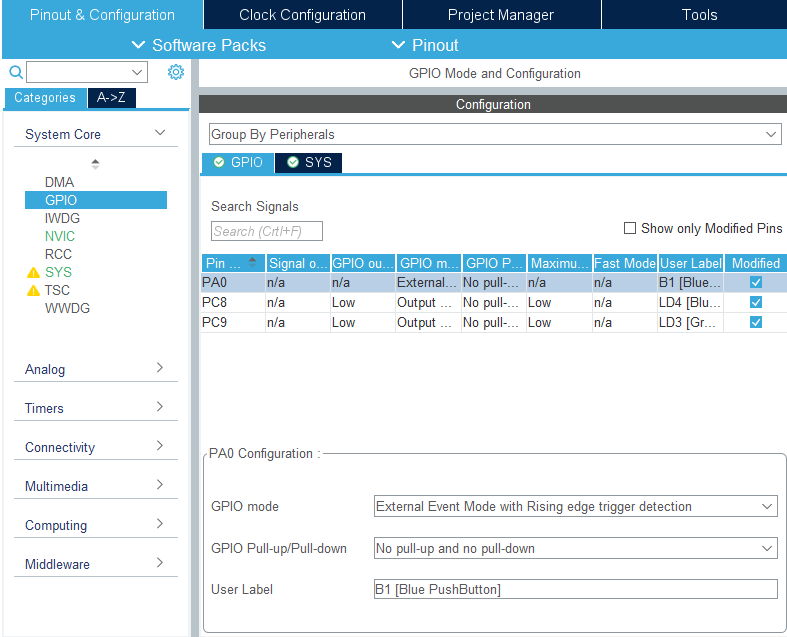 Pinout & Configuration Clock Configuration Project Manager Tools
Software Packs Pinout
GPIO Mode and Configuration
Categories A->Z
Configuration
System Core
Group By Peripherals
GPIO SYS
DMA
GPIO
IWDG
NVIC
RCC
SYS
TSC
WWDG
Search Signals
Search (Crtl+F)
Show only Modified Pins
Pin ... Signal o... GPIO ou... GPIO m... GPIO P... Maximu... Fast Mode User Label Modified
PA0 n/a n/a External... No pull-... n/a n/a B1 [Blue...
PC8 n/a Low Output ... No pull-... Low n/a LD4 [Blu...
PC9 n/a Low Output ... No pull-... Low n/a LD3 [Gr...
Analog
Timers
Connectivity
Multimedia
Computing
Middleware
PA0 Configuration :
GPIO mode External Event Mode with Rising edge trigger detection
GPIO Pull-up/Pull-down No pull-up and no pull-down
User Label B1 [Blue PushButton]